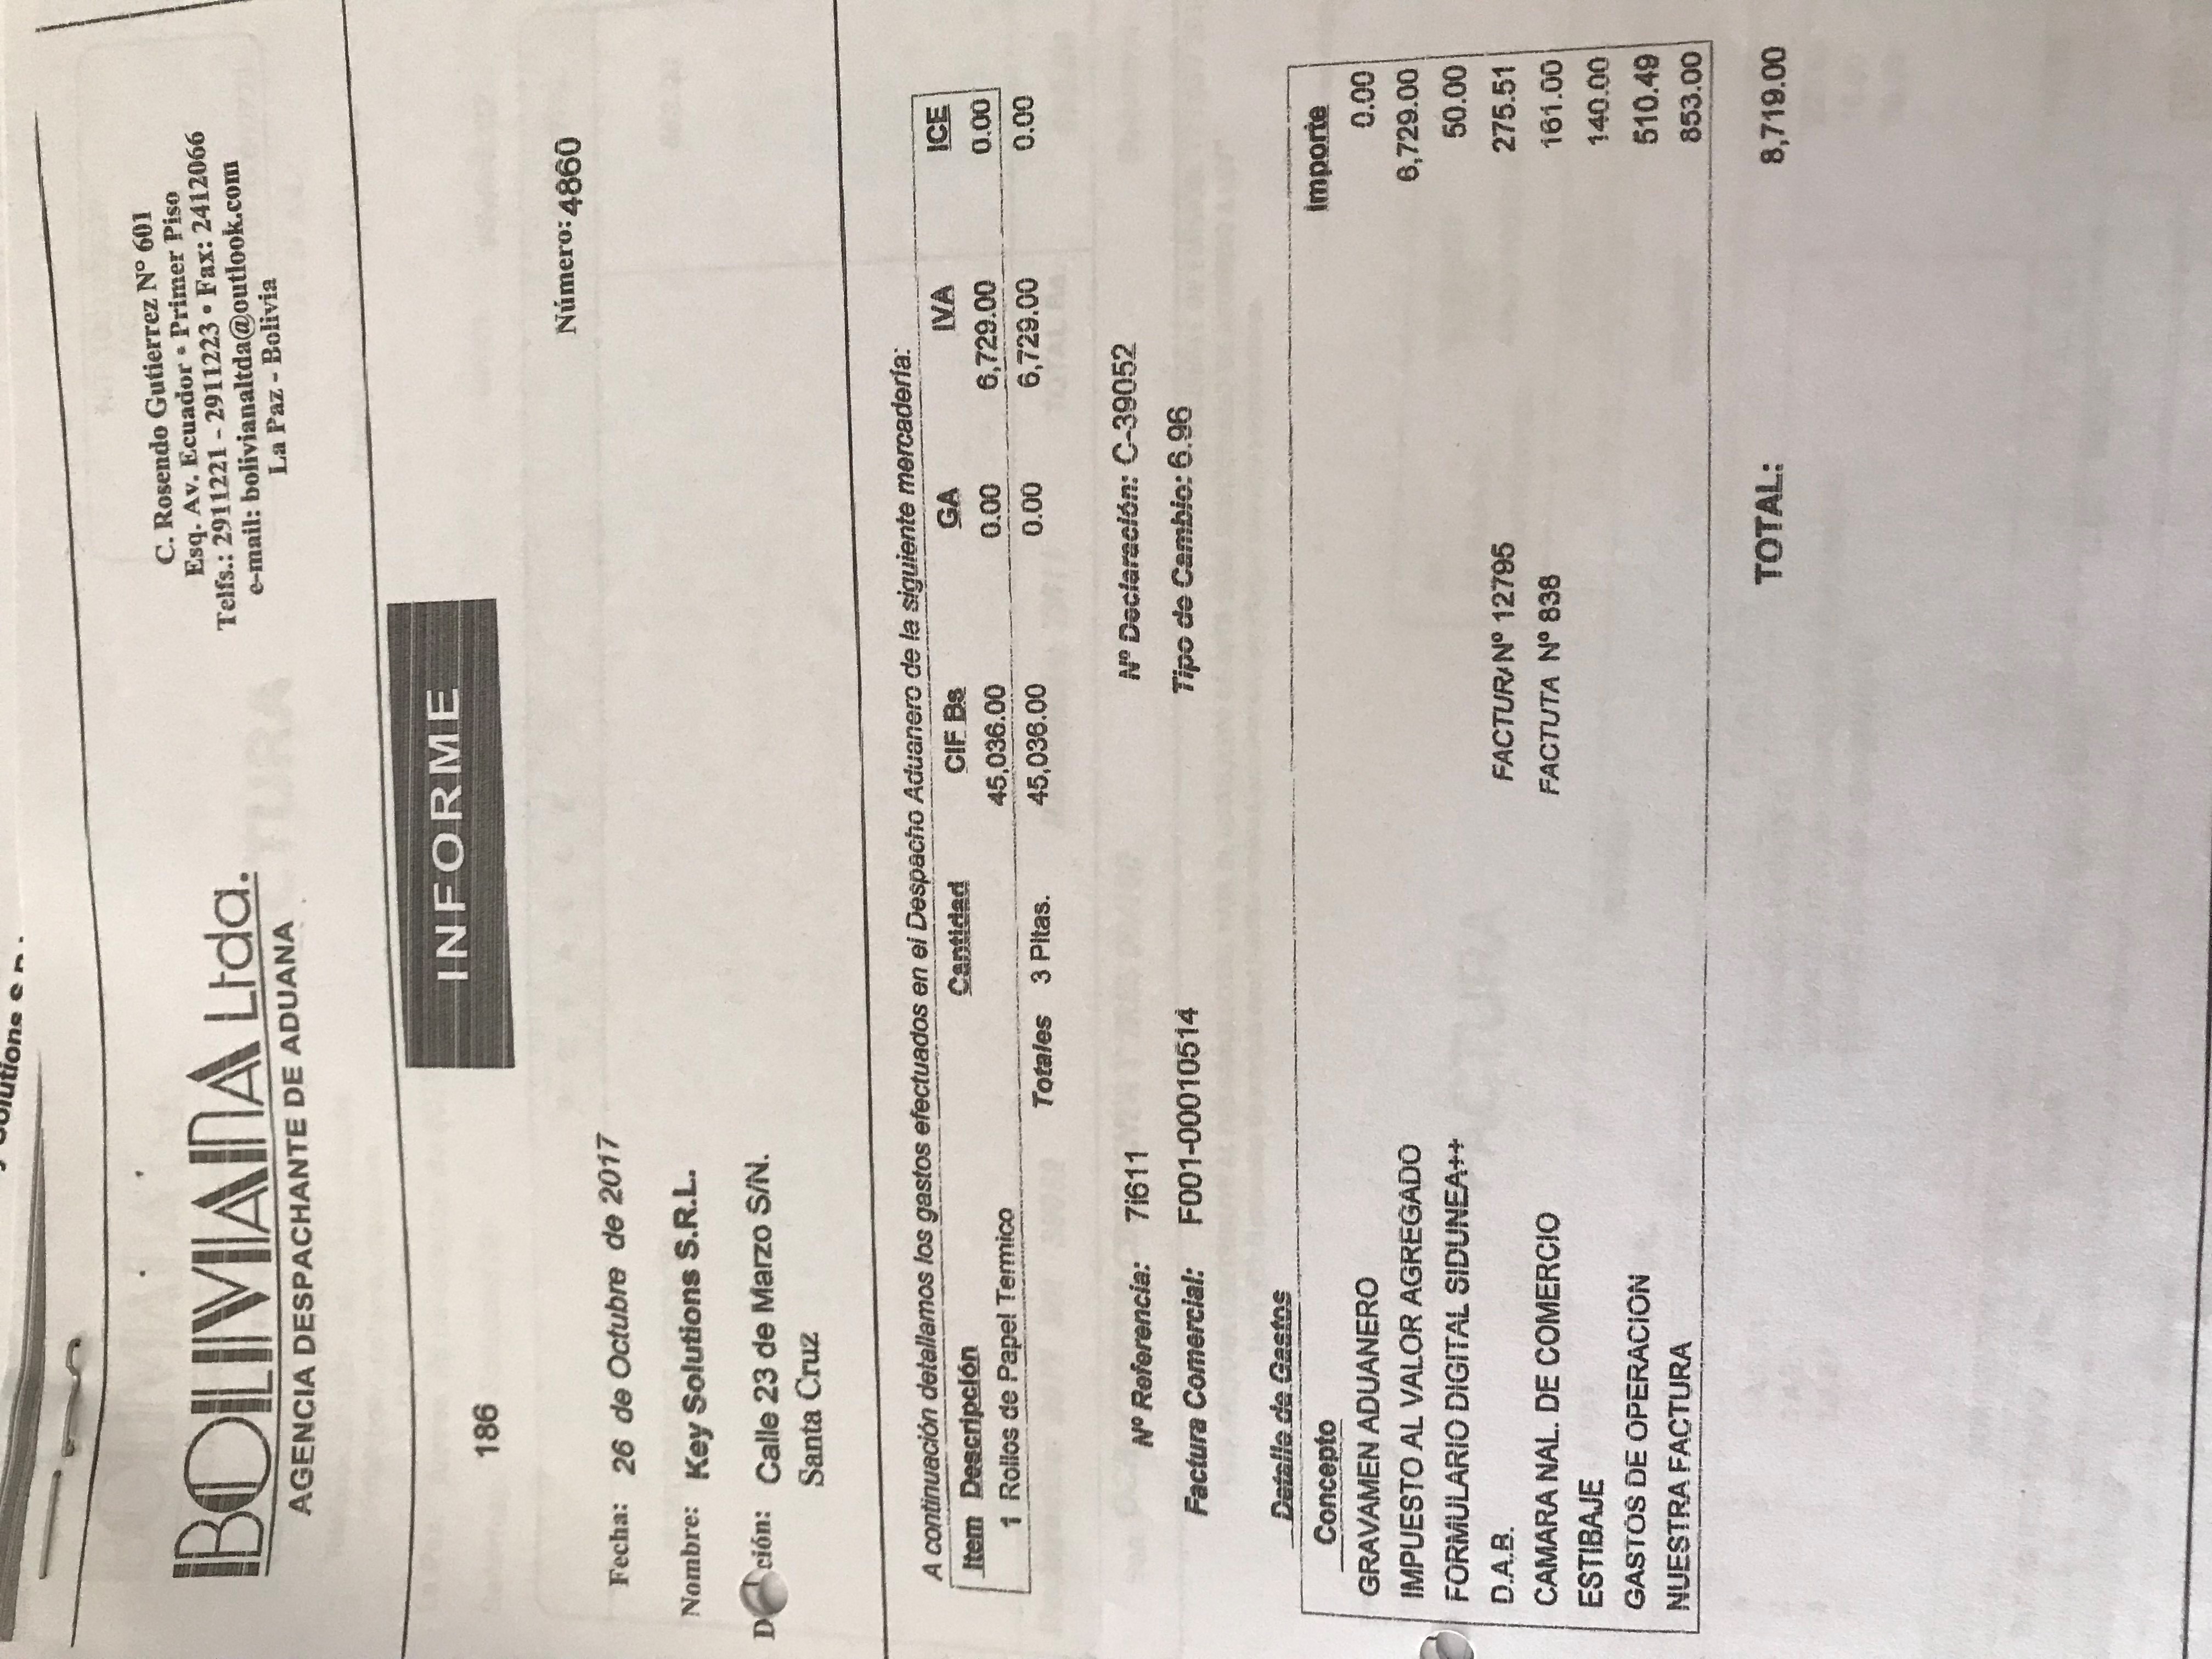 Solutions S.R.
BOLIVIANA Ltda.
AGENCIA DESPACHANTE DE ADUANA
C. Rosendo Gutierrez Nº 601
Esq. Av. Ecuador • Primer Piso
Telfs.: 2911221 - 2911223 • Fax: 2412066
e-mail: bolivianaltda@outlook.com
La Paz - Bolivia
INFORME
186
Número: 4860
Fecha: 26 de Octubre de 2017
Nombre: Key Solutions S.R.L.
D ción: Calle 23 de Marzo S/N.
Santa Cruz
A continuación detallamos los gastos efectuados en el Despacho Aduanero de la siguiente mercadería:
Item Descripción Cantidad CIF Bs GA IVA ICE
1 Rollos de Papel Termico 45,036.00 0.00 6,729.00 0.00
Totales 3 Pltas. 45,036.00 0.00 6,729.00 0.00
Nº Referencia: 7I611 Nº Declaración: C-39052
Factura Comercial: F001-00010514 Tipo de Cambio: 6.96
Detalle de Gastos
Concepto Importe
GRAVAMEN ADUANERO 0.00
IMPUESTO AL VALOR AGREGADO 6,729.00
FORMULARIO DIGITAL SIDUNEA++ 50.00
D.A.B. FACTURA Nº 12795 275.51
CAMARA NAL. DE COMERCIO FACTUTA Nº 838 161.00
ESTIBAJE 140.00
GASTOS DE OPERACION 510.49
NUESTRA FACTURA 853.00
TOTAL: 8,719.00